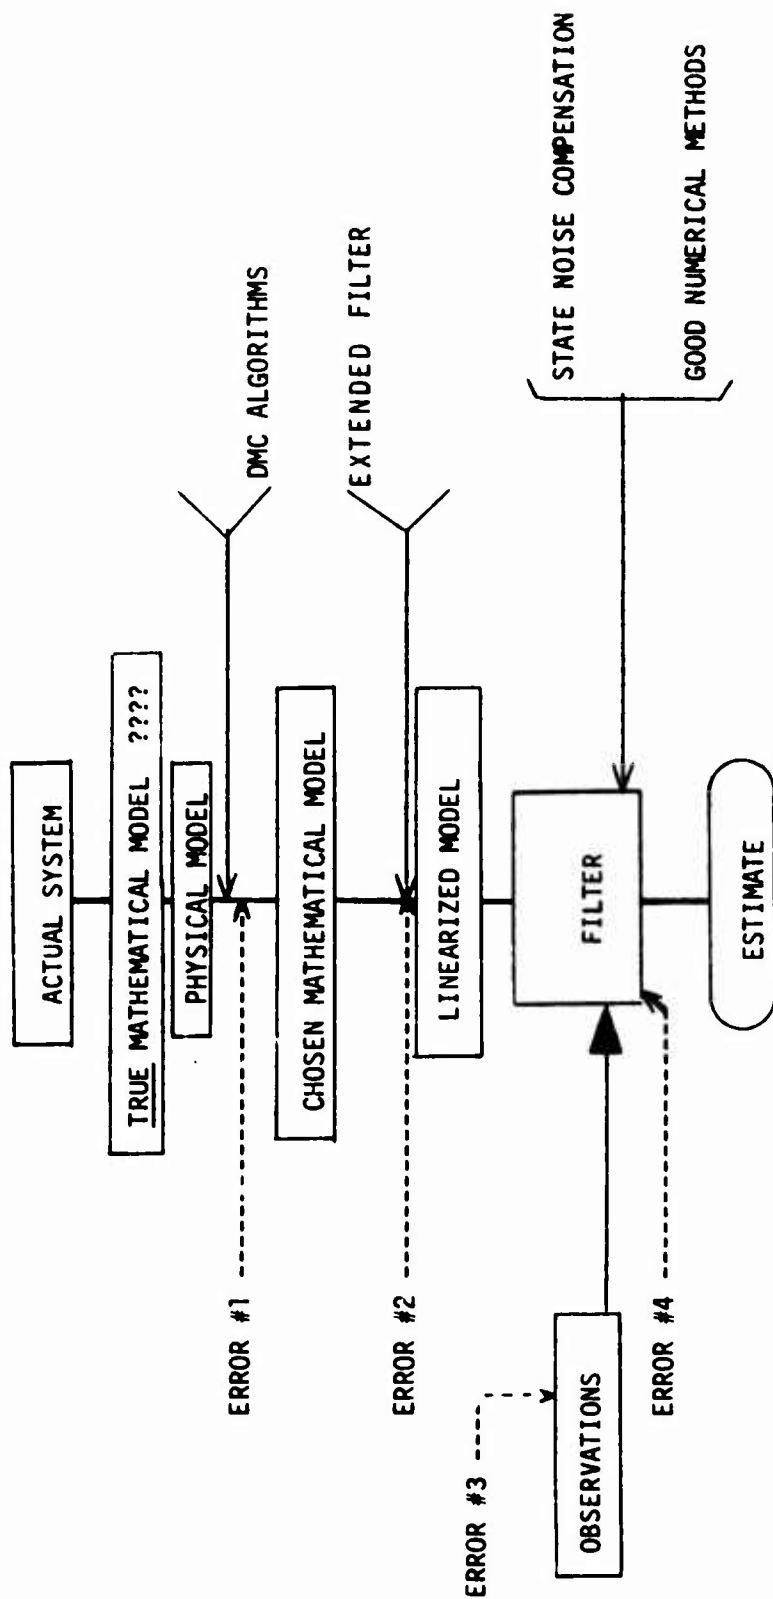 ACTUAL SYSTEM
TRUE MATHEMATICAL MODEL ????
PHYSICAL MODEL
DMC ALGORITHMS
ERROR #1
CHOSEN MATHEMATICAL MODEL
EXTENDED FILTER
ERROR #2
LINEARIZED MODEL
ERROR #3
OBSERVATIONS
FILTER
STATE NOISE COMPENSATION
GOOD NUMERICAL METHODS
ERROR #4
ESTIMATE